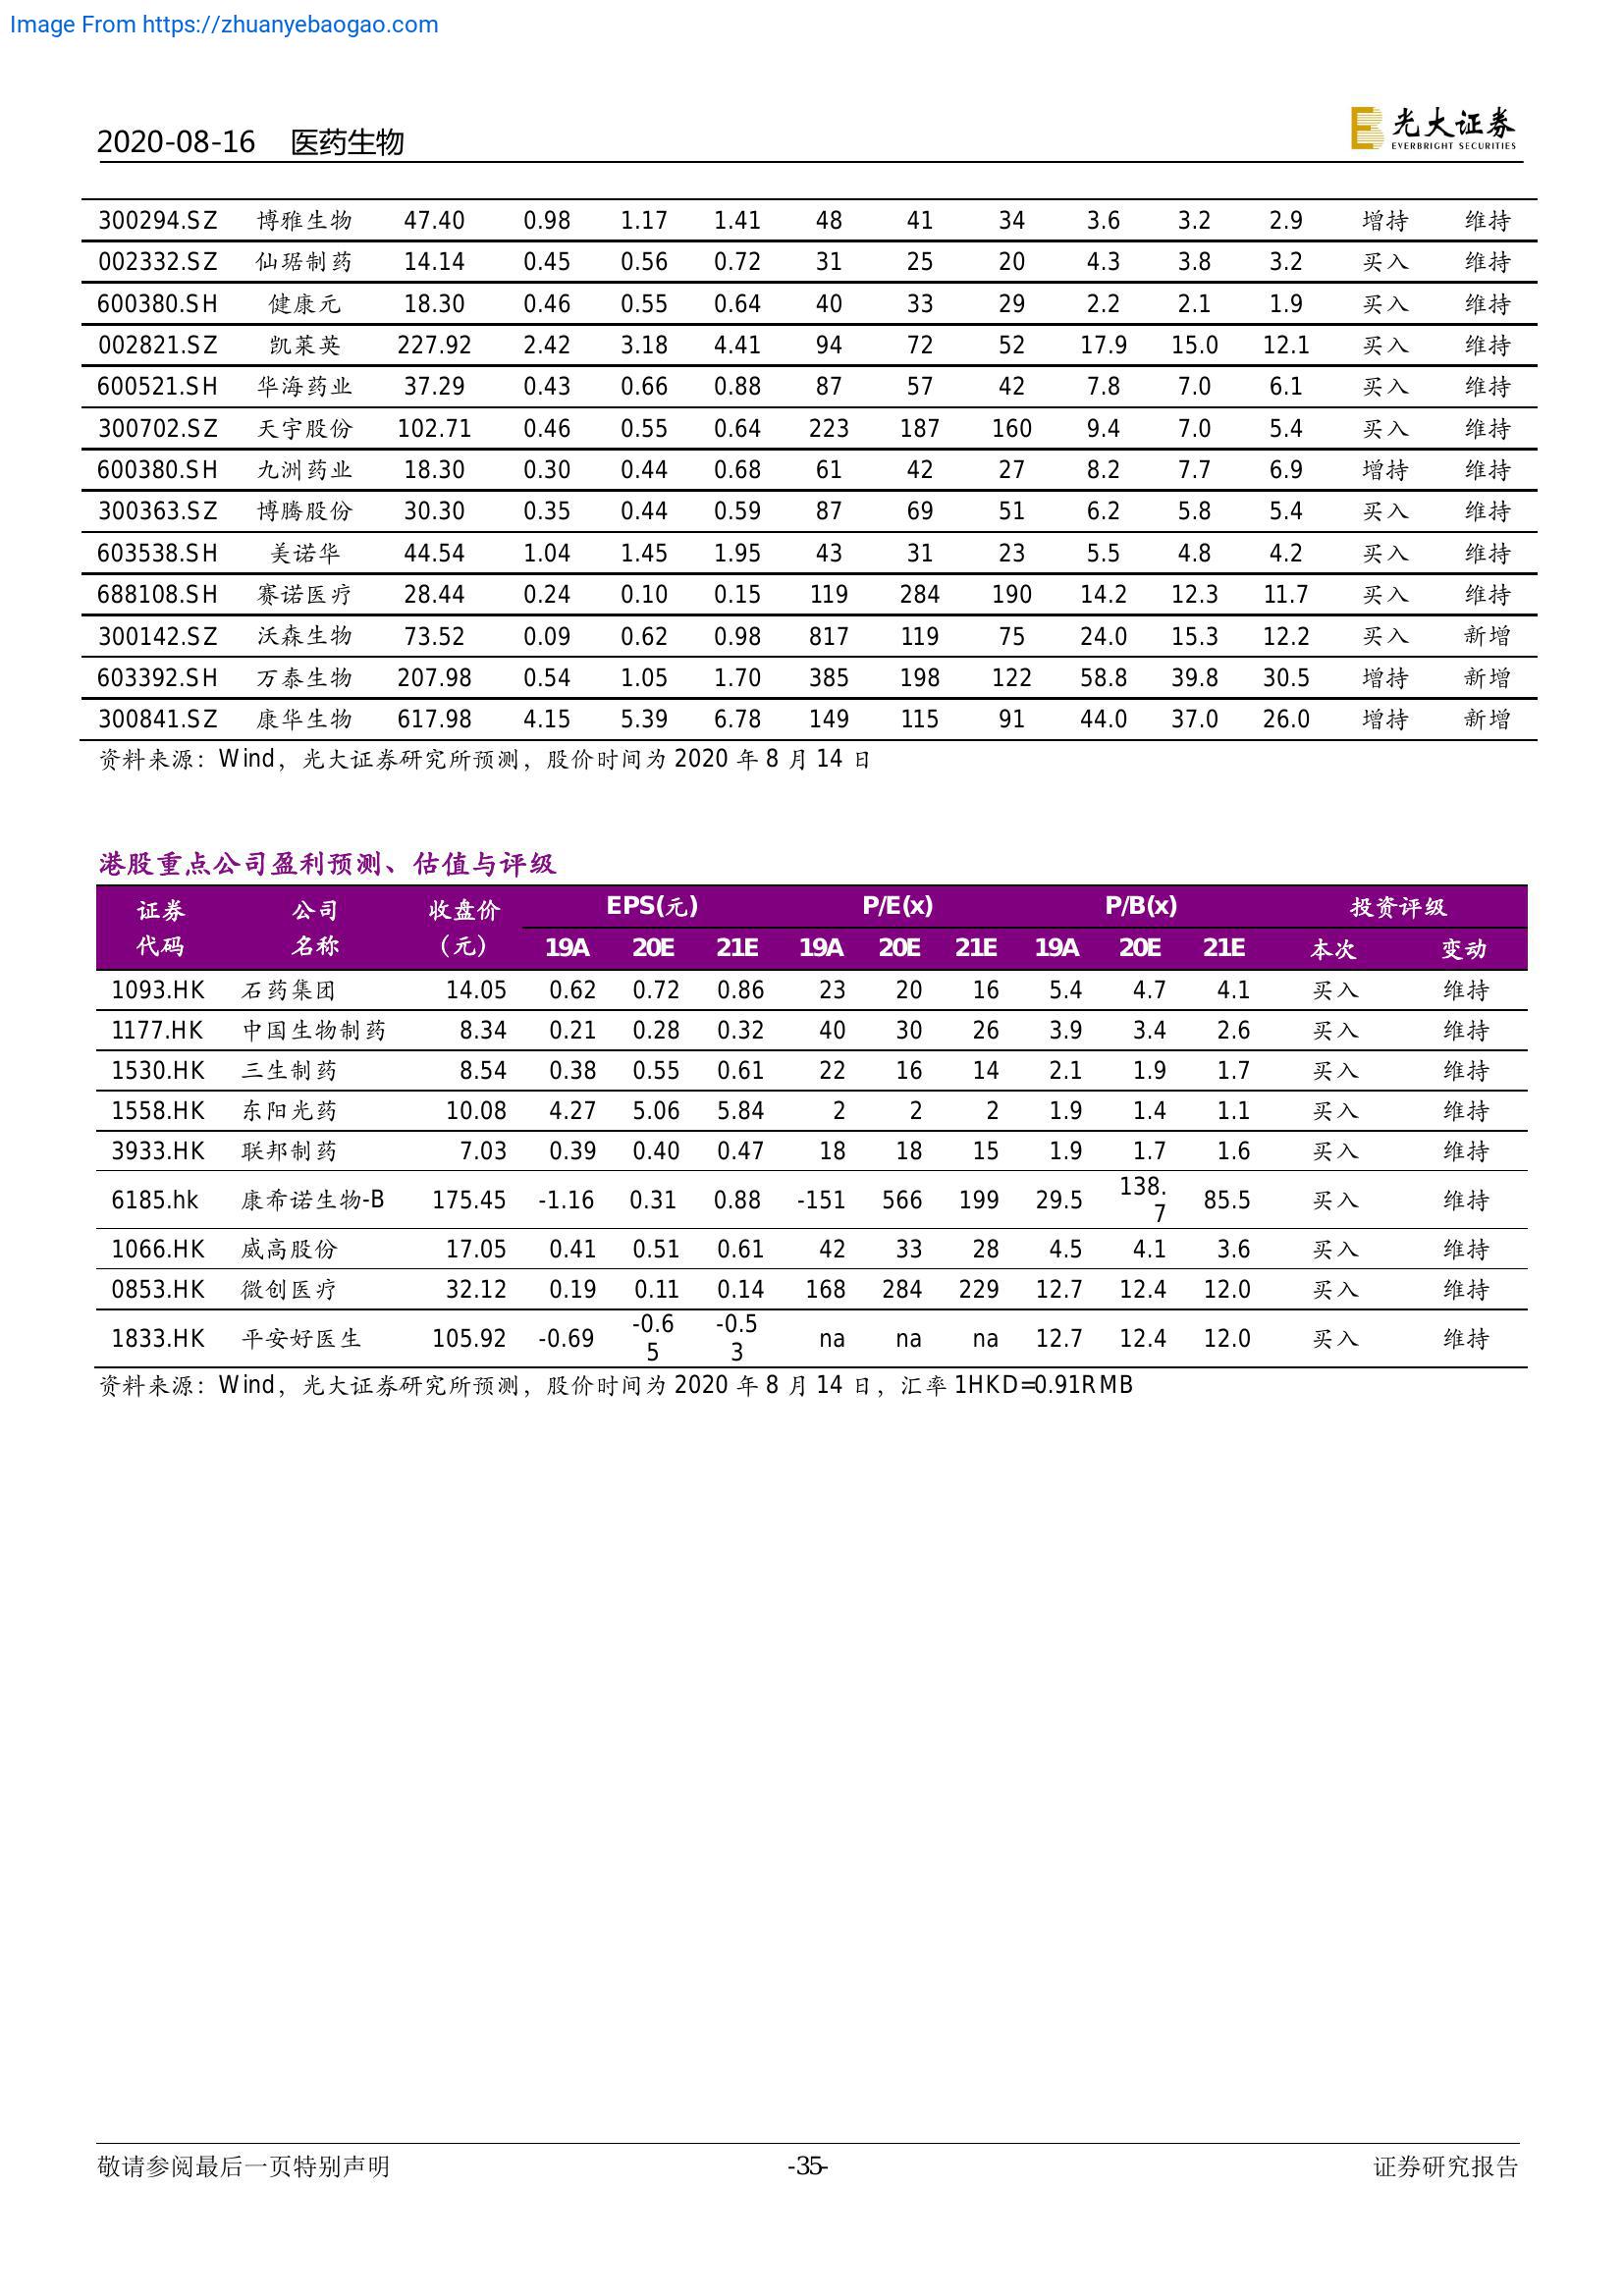 Image From https://zhuanyebaogao.com
2020-08-16 医药生物
光大证券
EVERBRIGHT SECURITIES
300294.SZ 博雅生物 47.40 0.98 1.17 1.41 48 41 34 3.6 3.2 2.9 增持 维持
002332.SZ 仙琚制药 14.14 0.45 0.56 0.72 31 25 20 4.3 3.8 3.2 买入 维持
600380.SH 健康元 18.30 0.46 0.55 0.64 40 33 29 2.2 2.1 1.9 买入 维持
002821.SZ 凯莱英 227.92 2.42 3.18 4.41 94 72 52 17.9 15.0 12.1 买入 维持
600521.SH 华海药业 37.29 0.43 0.66 0.88 87 57 42 7.8 7.0 6.1 买入 维持
300702.SZ 天宇股份 102.71 0.46 0.55 0.64 223 187 160 9.4 7.0 5.4 买入 维持
600380.SH 九洲药业 18.30 0.30 0.44 0.68 61 42 27 8.2 7.7 6.9 增持 维持
300363.SZ 博腾股份 30.30 0.35 0.44 0.59 87 69 51 6.2 5.8 5.4 买入 维持
603538.SH 美诺华 44.54 1.04 1.45 1.95 43 31 23 5.5 4.8 4.2 买入 维持
688108.SH 赛诺医疗 28.44 0.24 0.10 0.15 119 284 190 14.2 12.3 11.7 买入 维持
300142.SZ 沃森生物 73.52 0.09 0.62 0.98 817 119 75 24.0 15.3 12.2 买入 新增
603392.SH 万泰生物 207.98 0.54 1.05 1.70 385 198 122 58.8 39.8 30.5 增持 新增
300841.SZ 康华生物 617.98 4.15 5.39 6.78 149 115 91 44.0 37.0 26.0 增持 新增
资料来源：Wind，光大证券研究所预测，股价时间为 2020 年 8 月 14 日
港股重点公司盈利预测、估值与评级
证券 公司 收盘价 EPS(元) P/E(x) P/B(x) 投资评级
代码 名称 （元） 19A 20E 21E 19A 20E 21E 19A 20E 21E 本次 变动
1093.HK 石药集团 14.05 0.62 0.72 0.86 23 20 16 5.4 4.7 4.1 买入 维持
1177.HK 中国生物制药 8.34 0.21 0.28 0.32 40 30 26 3.9 3.4 2.6 买入 维持
1530.HK 三生制药 8.54 0.38 0.55 0.61 22 16 14 2.1 1.9 1.7 买入 维持
1558.HK 东阳光药 10.08 4.27 5.06 5.84 2 2 2 1.9 1.4 1.1 买入 维持
3933.HK 联邦制药 7.03 0.39 0.40 0.47 18 18 15 1.9 1.7 1.6 买入 维持
6185.hk 康希诺生物-B 175.45 -1.16 0.31 0.88 -151 566 199 29.5 138.7 85.5 买入 维持
1066.HK 威高股份 17.05 0.41 0.51 0.61 42 33 28 4.5 4.1 3.6 买入 维持
0853.HK 微创医疗 32.12 0.19 0.11 0.14 168 284 229 12.7 12.4 12.0 买入 维持
1833.HK 平安好医生 105.92 -0.69 -0.65 -0.53 na na na 12.7 12.4 12.0 买入 维持
资料来源：Wind，光大证券研究所预测，股价时间为 2020 年 8 月 14 日，汇率 1HKD=0.91RMB
敬请参阅最后一页特别声明 -35- 证券研究报告